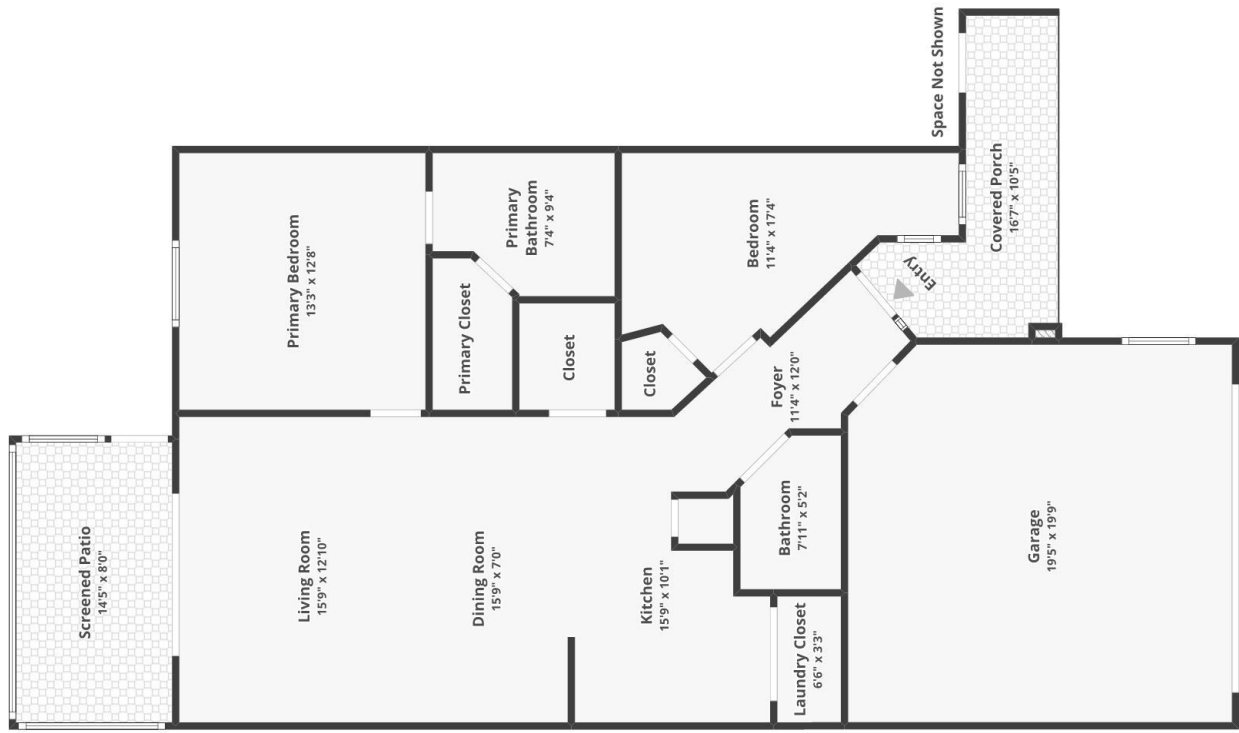 Screened Patio
14'5" x 8'0"
Living Room
15'9" x 12'10"
Primary Bedroom
13'3" x 12'8"
Dining Room
15'9" x 7'0"
Primary Closet
Primary
Bathroom
7'4" x 9'4"
Closet
Kitchen
15'9" x 10'1"
Closet
Bedroom
11'4" x 17'4"
Foyer
11'4" x 12'0"
Bathroom
7'11" x 5'2"
Laundry Closet
6'6" x 3'3"
Entry
Space Not Shown
Covered Porch
16'7" x 10'5"
Garage
19'5" x 19'9"